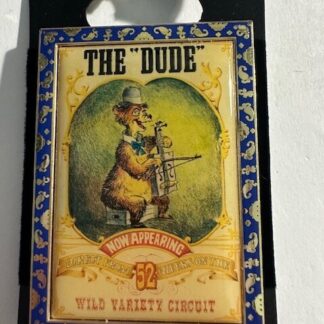 THE "DUDE"
NOW APPEARING
52
WILD VARIETY CIRCUIT